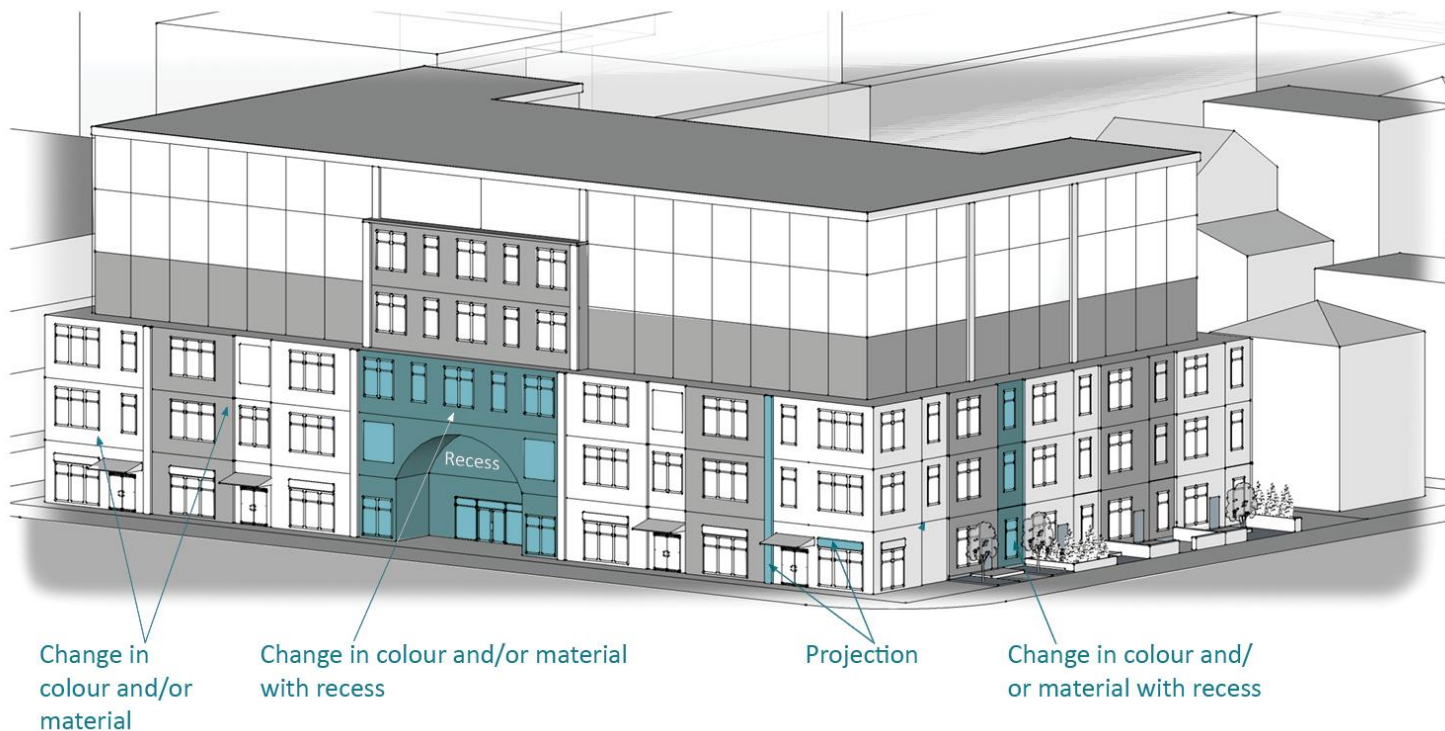 Recess
Change in
colour and/or
material
Change in colour and/or material
with recess
Projection
Change in colour and/
or material with recess